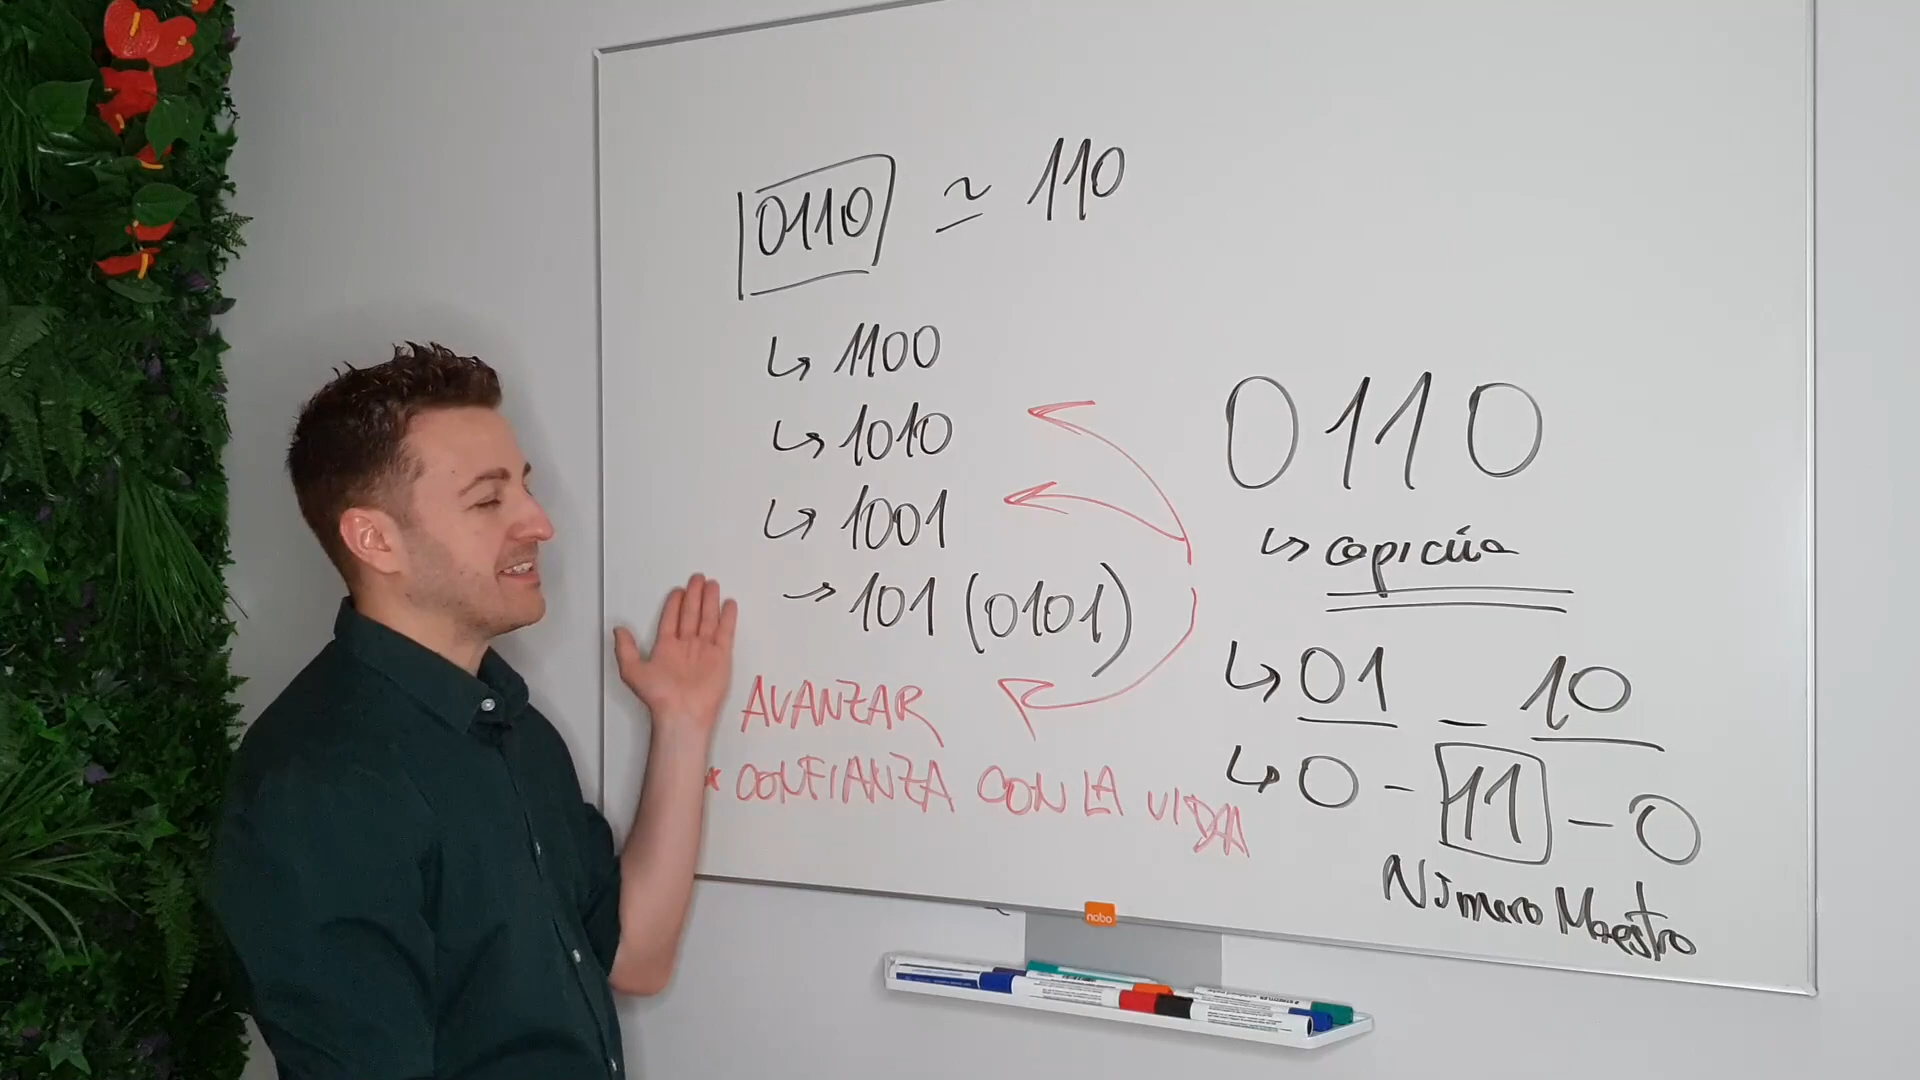 0110 ≃ 110
↳ 1100
↳ 1010
↳ 1001
→ 101 (0101)
AVANZAR
* CONFIANZA CON LA VIDA
0110
↳ capicúa
↳ 01 - 10
↳ 0 - 11 - 0
Número Maestro
nobo